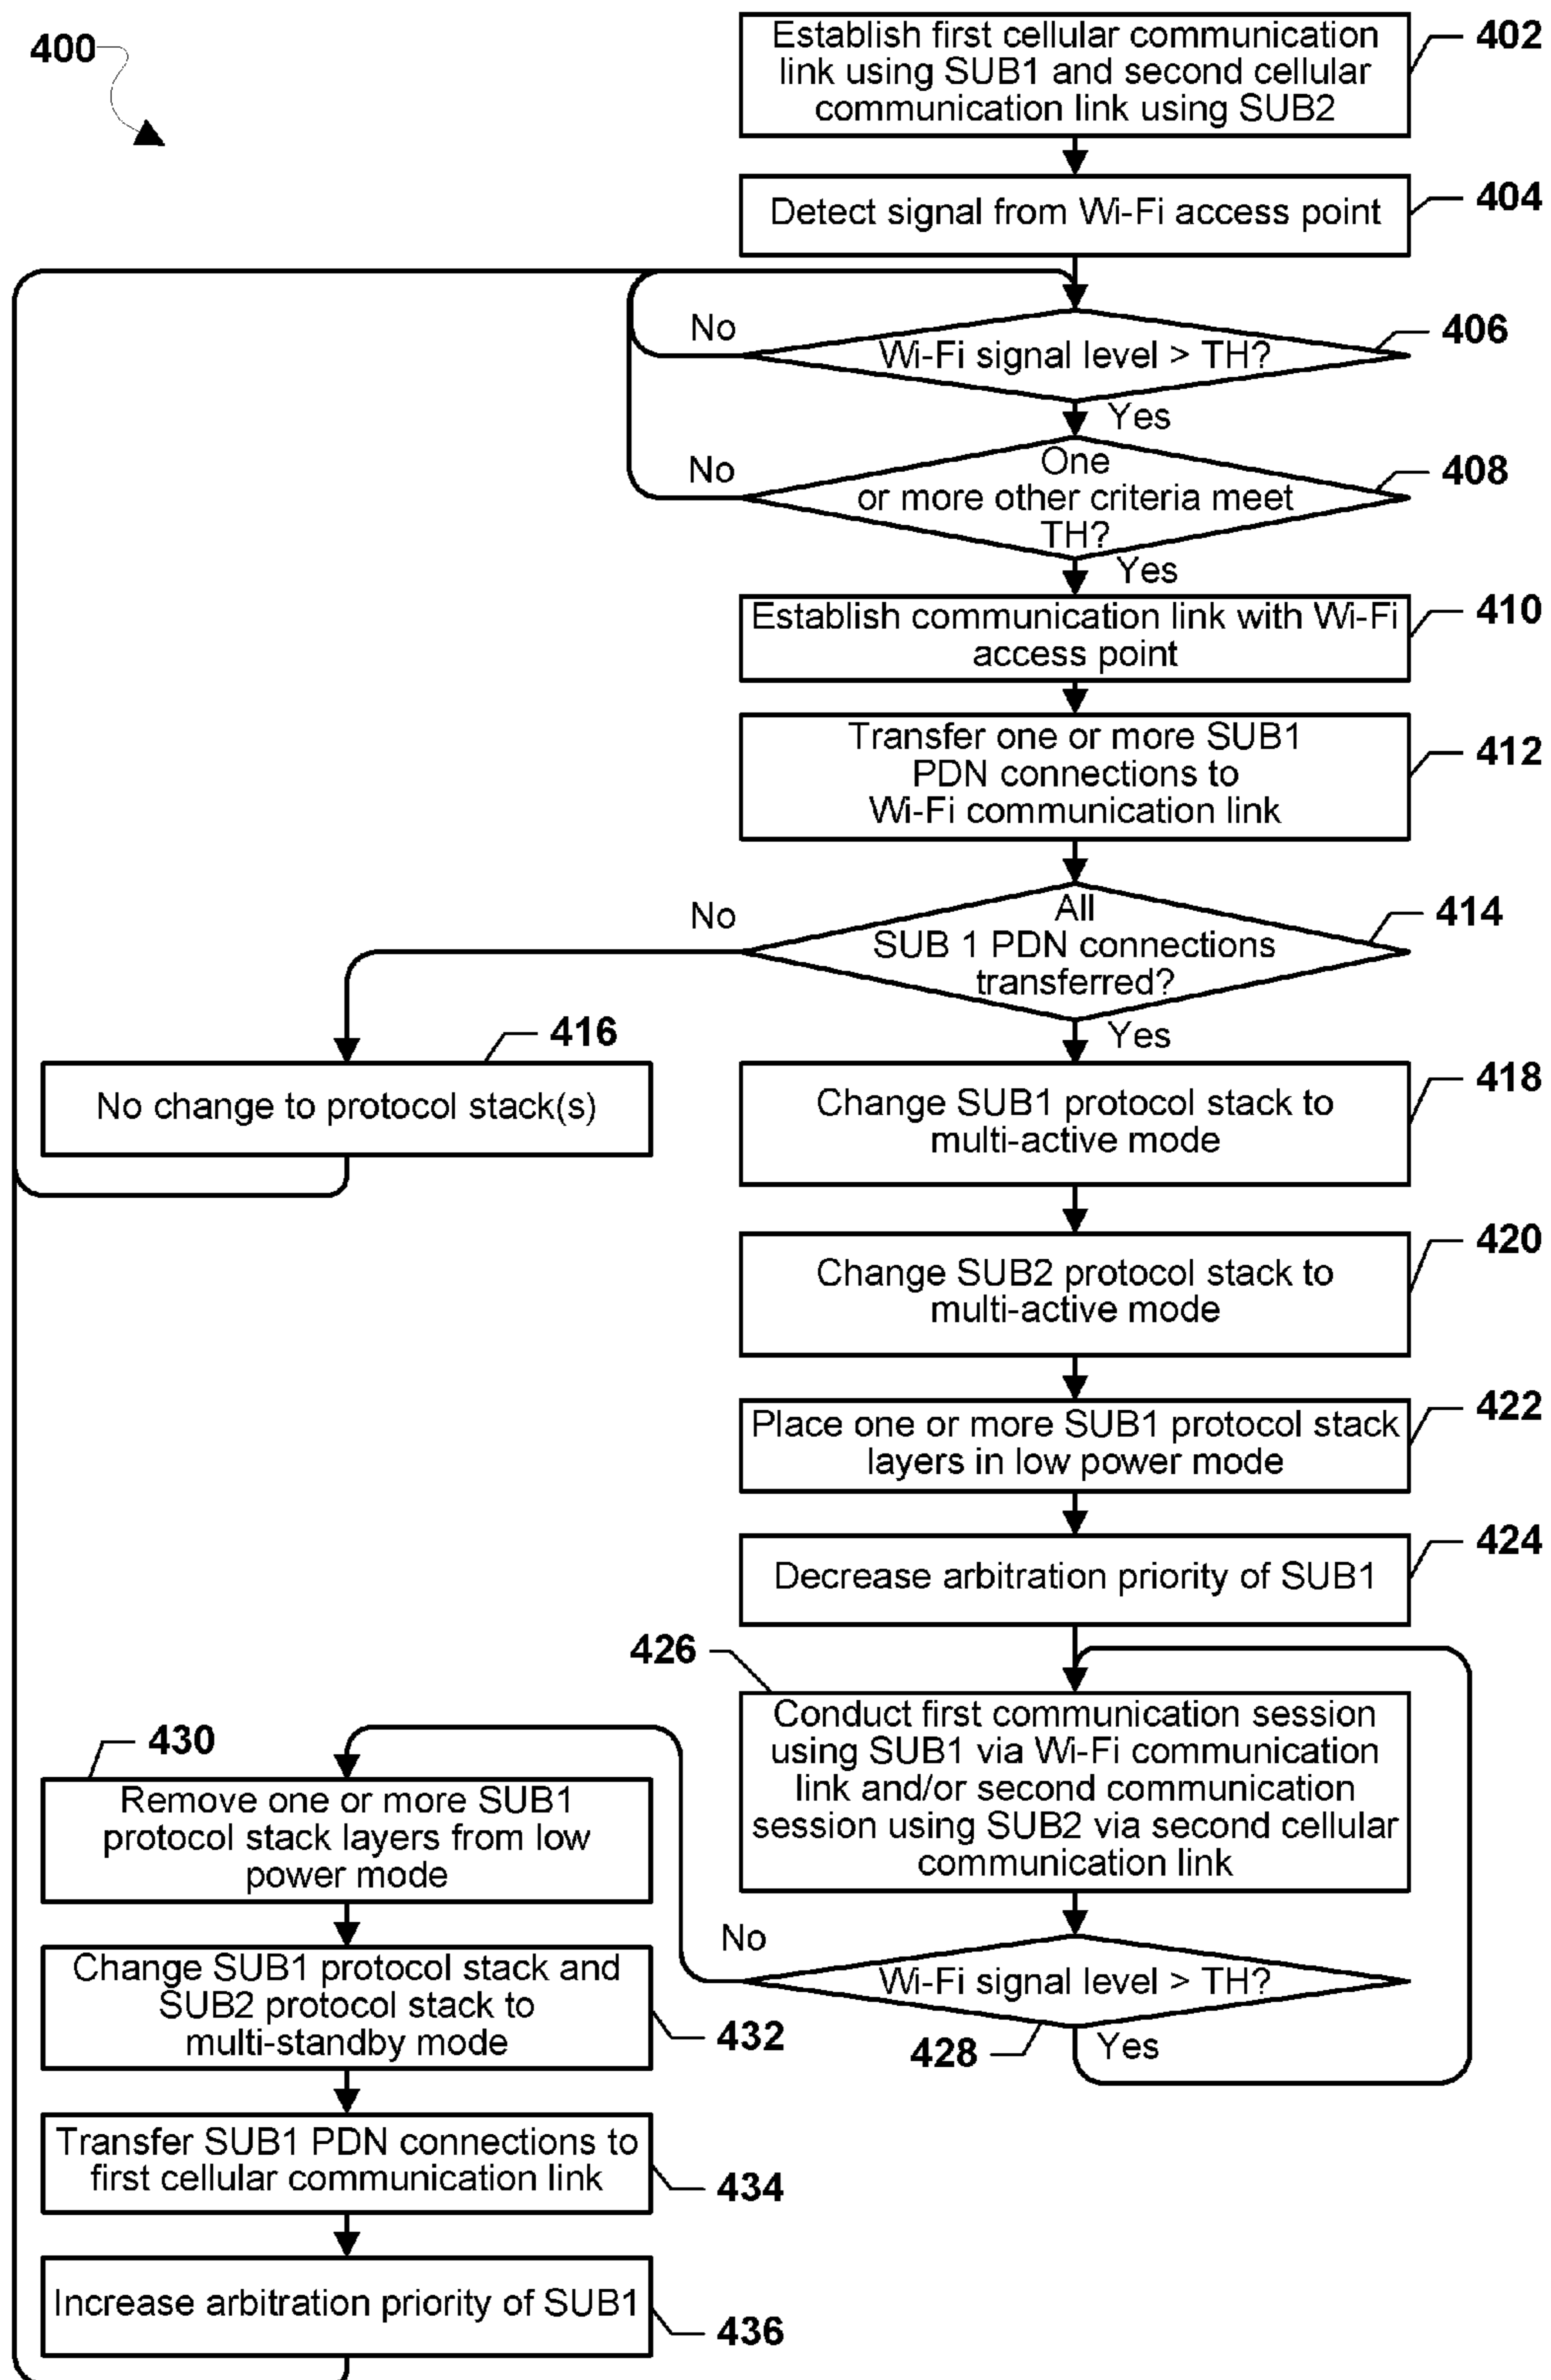 400
Establish first cellular communication
link using SUB1 and second cellular
communication link using SUB2
402
Detect signal from Wi-Fi access point
404
No
Wi-Fi signal level > TH?
406
Yes
No
One
or more other criteria meet
TH?
408
Yes
Establish communication link with Wi-Fi
access point
410
Transfer one or more SUB1
PDN connections to
Wi-Fi communication link
412
No
All
SUB 1 PDN connections
transferred?
414
Yes
416
No change to protocol stack(s)
Change SUB1 protocol stack to
multi-active mode
418
Change SUB2 protocol stack to
multi-active mode
420
Place one or more SUB1 protocol stack
layers in low power mode
422
Decrease arbitration priority of SUB1
424
426
Conduct first communication session
using SUB1 via Wi-Fi communication
link and/or second communication
session using SUB2 via second cellular
communication link
No
Wi-Fi signal level > TH?
428
Yes
430
Remove one or more SUB1
protocol stack layers from low
power mode
Change SUB1 protocol stack and
SUB2 protocol stack to
multi-standby mode
432
Transfer SUB1 PDN connections to
first cellular communication link
434
Increase arbitration priority of SUB1
436